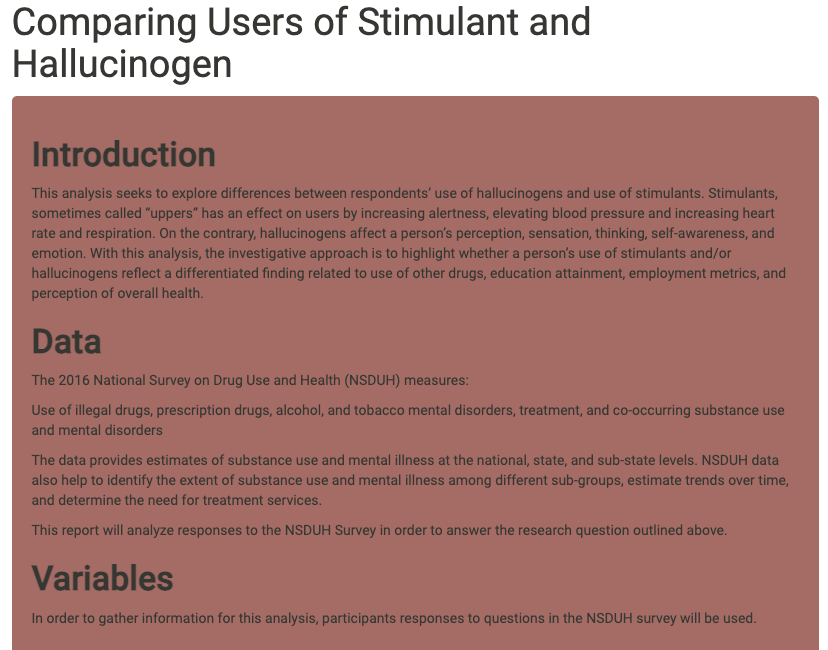 Comparing Users of Stimulant and
Hallucinogen
Introduction
This analysis seeks to explore differences between respondents’ use of hallucinogens and use of stimulants. Stimulants,
sometimes called “uppers” has an effect on users by increasing alertness, elevating blood pressure and increasing heart
rate and respiration. On the contrary, hallucinogens affect a person’s perception, sensation, thinking, self-awareness, and
emotion. With this analysis, the investigative approach is to highlight whether a person’s use of stimulants and/or
hallucinogens reflect a differentiated finding related to use of other drugs, education attainment, employment metrics, and
perception of overall health.
Data
The 2016 National Survey on Drug Use and Health (NSDUH) measures:
Use of illegal drugs, prescription drugs, alcohol, and tobacco mental disorders, treatment, and co-occurring substance use
and mental disorders
The data provides estimates of substance use and mental illness at the national, state, and sub-state levels. NSDUH data
also help to identify the extent of substance use and mental illness among different sub-groups, estimate trends over time,
and determine the need for treatment services.
This report will analyze responses to the NSDUH Survey in order to answer the research question outlined above.
Variables
In order to gather information for this analysis, participants responses to questions in the NSDUH survey will be used.